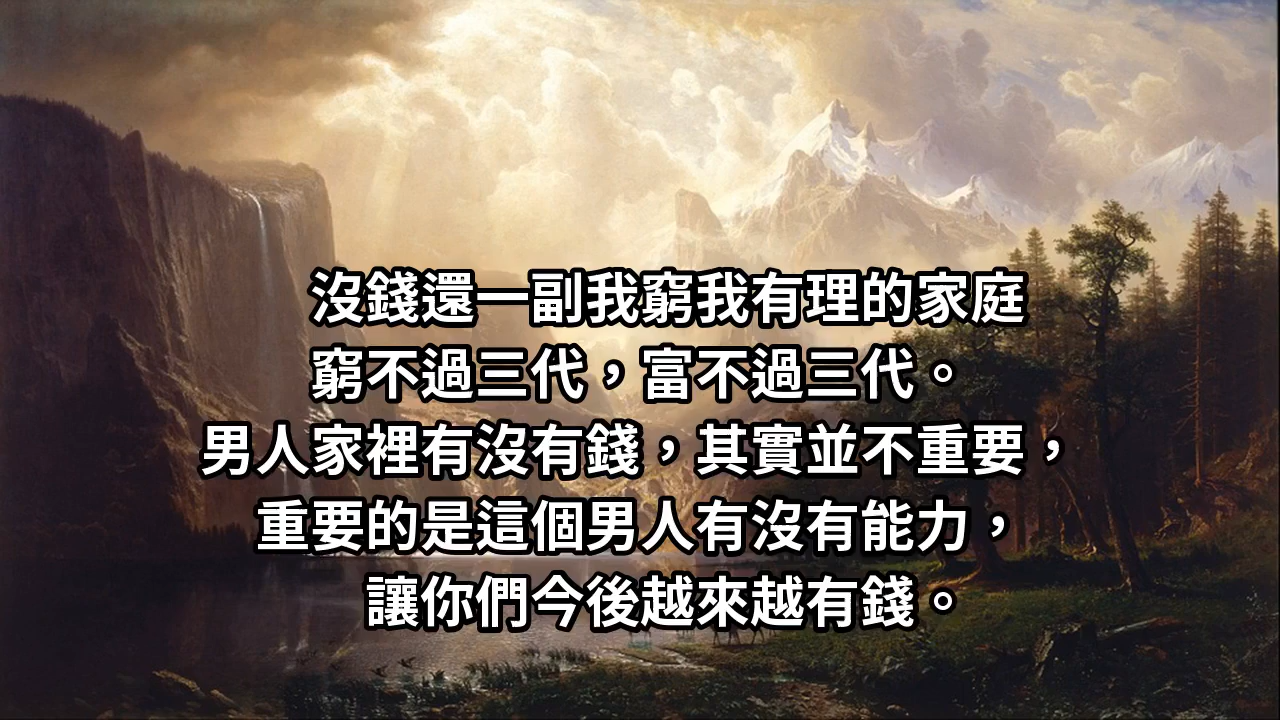 沒錢還一副我窮我有理的家庭
窮不過三代，富不過三代。
男人家裡有沒有錢，其實並不重要，
重要的是這個男人有沒有能力，
讓你們今後越來越有錢。